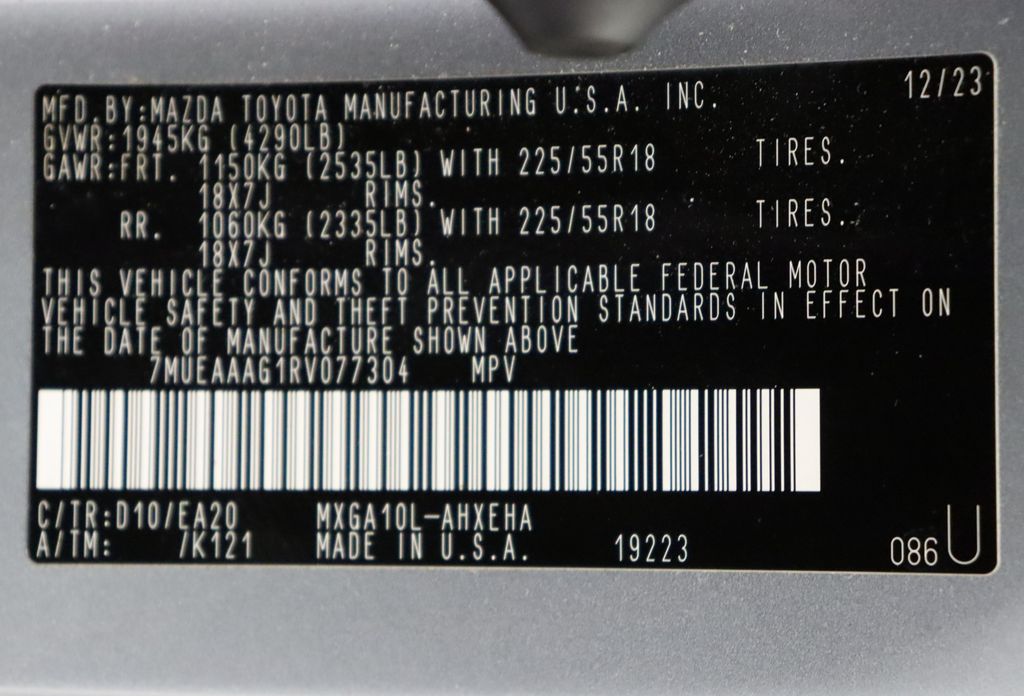 12/23
MFD.BY:MAZDA TOYOTA MANUFACTURING U.S.A. INC.
GVWR:1945KG (4290LB)
GAWR:FRT. 1150KG (2535LB) WITH 225/55R18 TIRES.
18X7J RIMS.
RR. 1060KG (2335LB) WITH 225/55R18 TIRES.
18X7J RIMS.
THIS VEHICLE CONFORMS TO ALL APPLICABLE FEDERAL MOTOR
VEHICLE SAFETY AND THEFT PREVENTION STANDARDS IN EFFECT ON
THE DATE OF MANUFACTURE SHOWN ABOVE
7MUEAAAG1RV077304 MPV
C/TR:D10/EA20 MXGA10L-AHXEHA
A/TM: /K121 MADE IN U.S.A. 19223 086 U